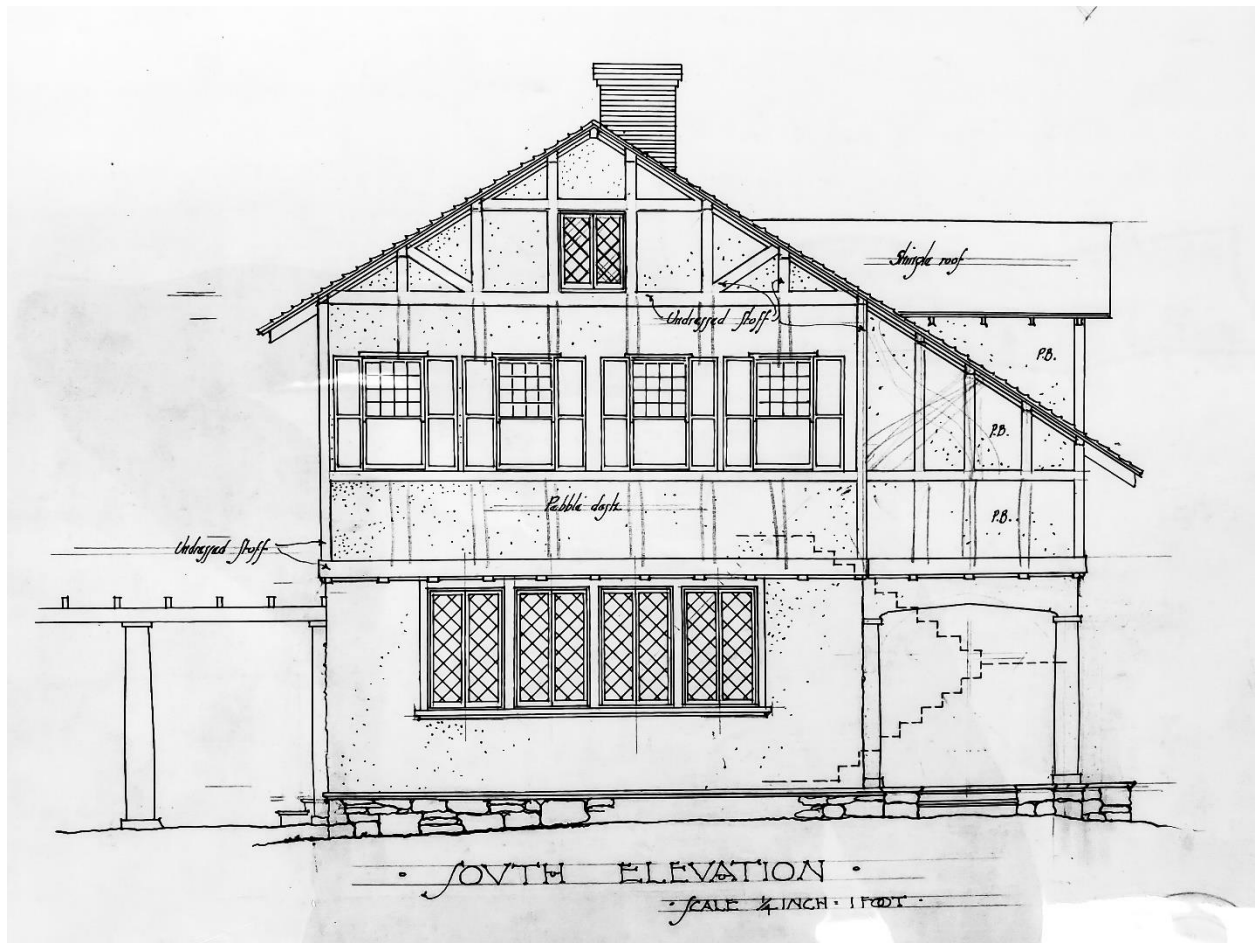 Shingle roof
Undressed Stoff
P.B.
P.B.
Pebble dash
P.B.
Undressed Stoff
· SOVTH ELEVATION ·
· SCALE ¼ INCH · 1 FOOT ·